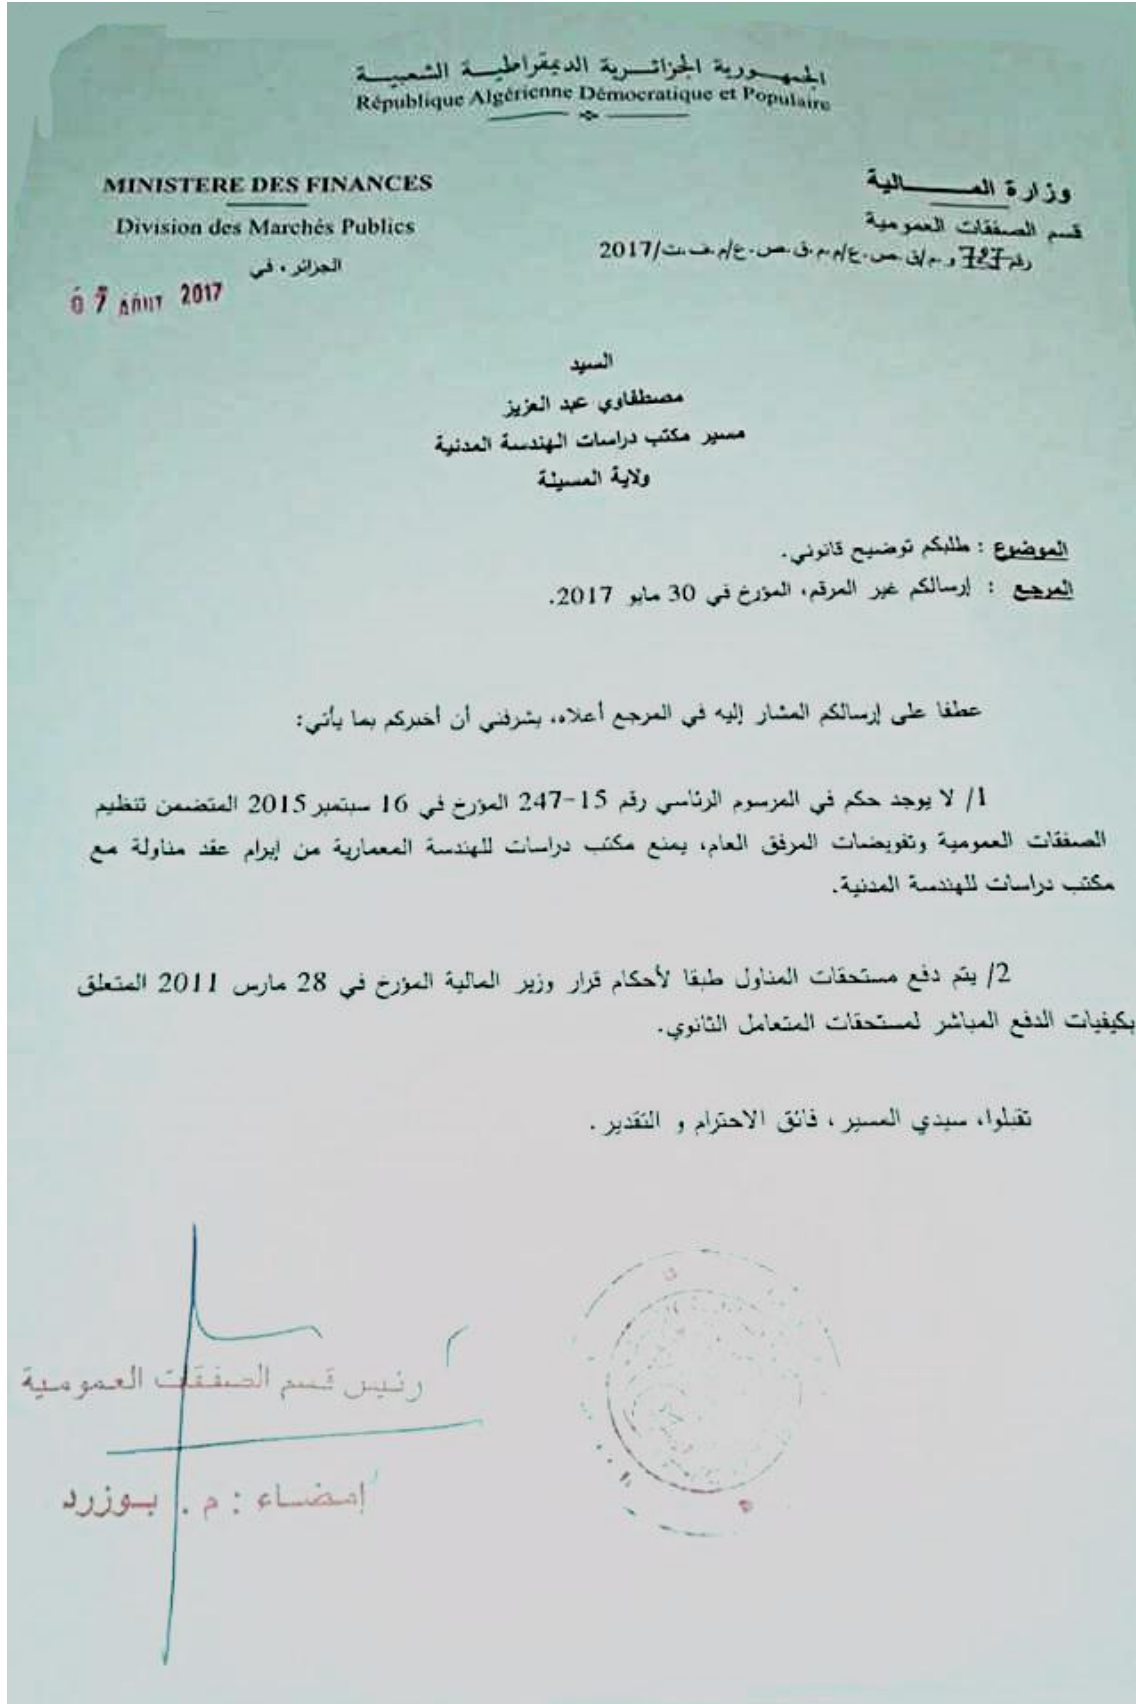 الجمهورية الجزائرية الديمقراطية الشعبية
République Algérienne Démocratique et Populaire
وزارة المالية
MINISTERE DES FINANCES
قسم الصفقات العمومية
Division des Marchés Publics
رقم 727 و.م/ق.ص.ع/م.م.ق.ص.ع/م.ف.ت/2017
الجزائر، في
07 AOUT 2017
السيد
مصطفاوي عبد العزيز
مسير مكتب دراسات الهندسة المدنية
ولاية المسيلة
الموضوع : طلبكم توضيح قانوني.
المرجع : إرسالكم غير المرقم، المؤرخ في 30 مايو 2017.
عطفا على إرسالكم المشار إليه في المرجع أعلاه، يشرفني أن أخبركم بما يأتي:
1/ لا يوجد حكم في المرسوم الرئاسي رقم 15-247 المؤرخ في 16 سبتمبر 2015 المتضمن تنظيم
الصفقات العمومية وتفويضات المرفق العام، يمنع مكتب دراسات للهندسة المعمارية من إبرام عقد مناولة مع
مكتب دراسات للهندسة المدنية.
2/ يتم دفع مستحقات المناول طبقا لأحكام قرار وزير المالية المؤرخ في 28 مارس 2011 المتعلق
بكيفيات الدفع المباشر لمستحقات المتعامل الثانوي.
تقبلوا، سيدي المسير ، فائق الاحترام و التقدير .
رئيس قسم الصفقات العمومية
إمضاء : م . بوزرد